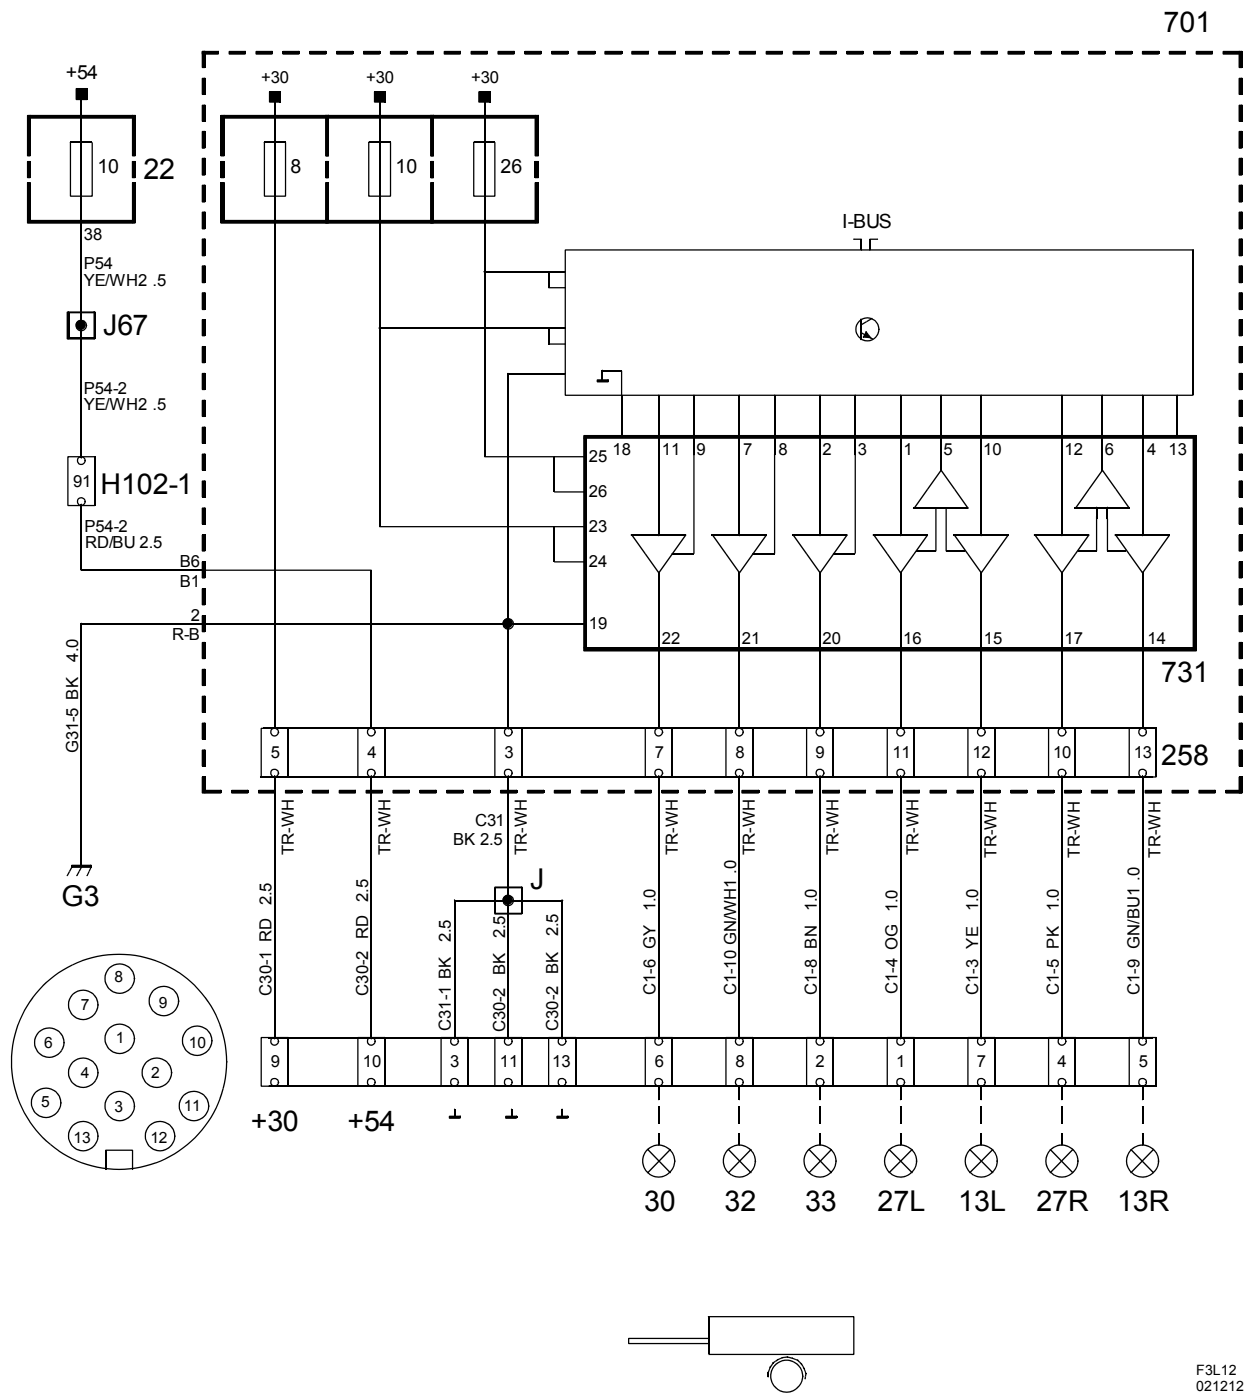 701
+54
+30 +30 +30
10 22 8 10 26
38
I-BUS
P54
YE/WH2 .5
J67
P54-2
YE/WH2 .5
91 H102-1
P54-2
RD/BU 2.5
18 11 9 7 8 2 3 1 5 10 12 6 4 13
25
26
23
24
B6
B1
2
R-B
19
22 21 20 16 15 17 14
731
G31-5 BK 4.0
5 4 3 7 8 9 11 12 10 13 258
TR-WH TR-WH TR-WH TR-WH TR-WH TR-WH TR-WH TR-WH TR-WH TR-WH
C31
BK 2.5
J
G3
C30-1 RD 2.5
C30-2 RD 2.5
C31-1 BK 2.5
C30-2 BK 2.5
C30-2 BK 2.5
C1-6 GY 1.0
C1-10 GN/WH1 .0
C1-8 BN 1.0
C1-4 OG 1.0
C1-3 YE 1.0
C1-5 PK 1.0
C1-9 GN/BU1 .0
8
7 9
6 1 10
4 2
5 3 11
13 12
9 10 3 11 13 6 8 2 1 7 4 5
+30 +54
30 32 33 27L 13L 27R 13R
F3L12
021212